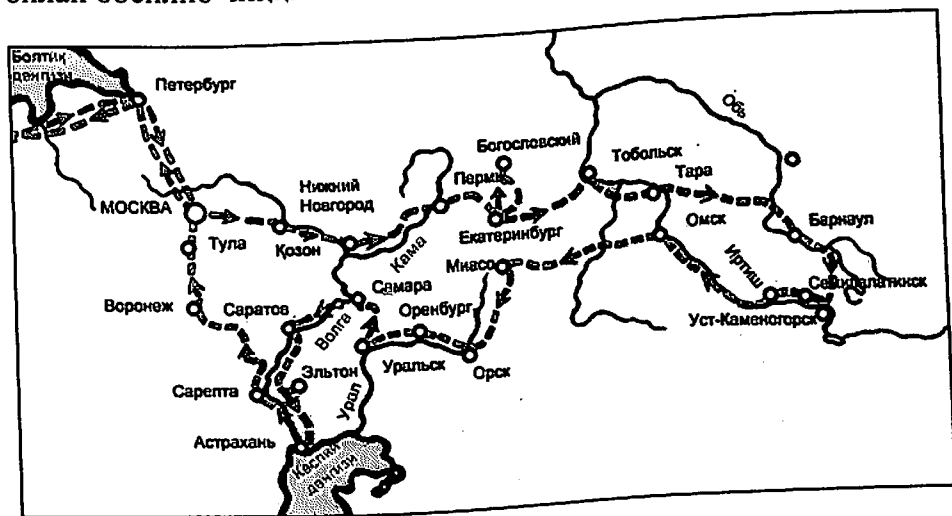 Болтиқ
денгизи
Петербург
Обь
Богословский
Тобольск
Пермь
Тара
Нижний
Новгород
МОСКВА
Омск
Барнаул
Тула
Қозон
Екатеринбург
Кама
Миасс
Иртиш
Самара
Воронеж
Саратов
Оренбург
Семипалатинск
Волга
Уст-Каменогорск
Эльтон
Уральск
Орск
Сарепта
Урал
Астрахань
Каспий
денгизи